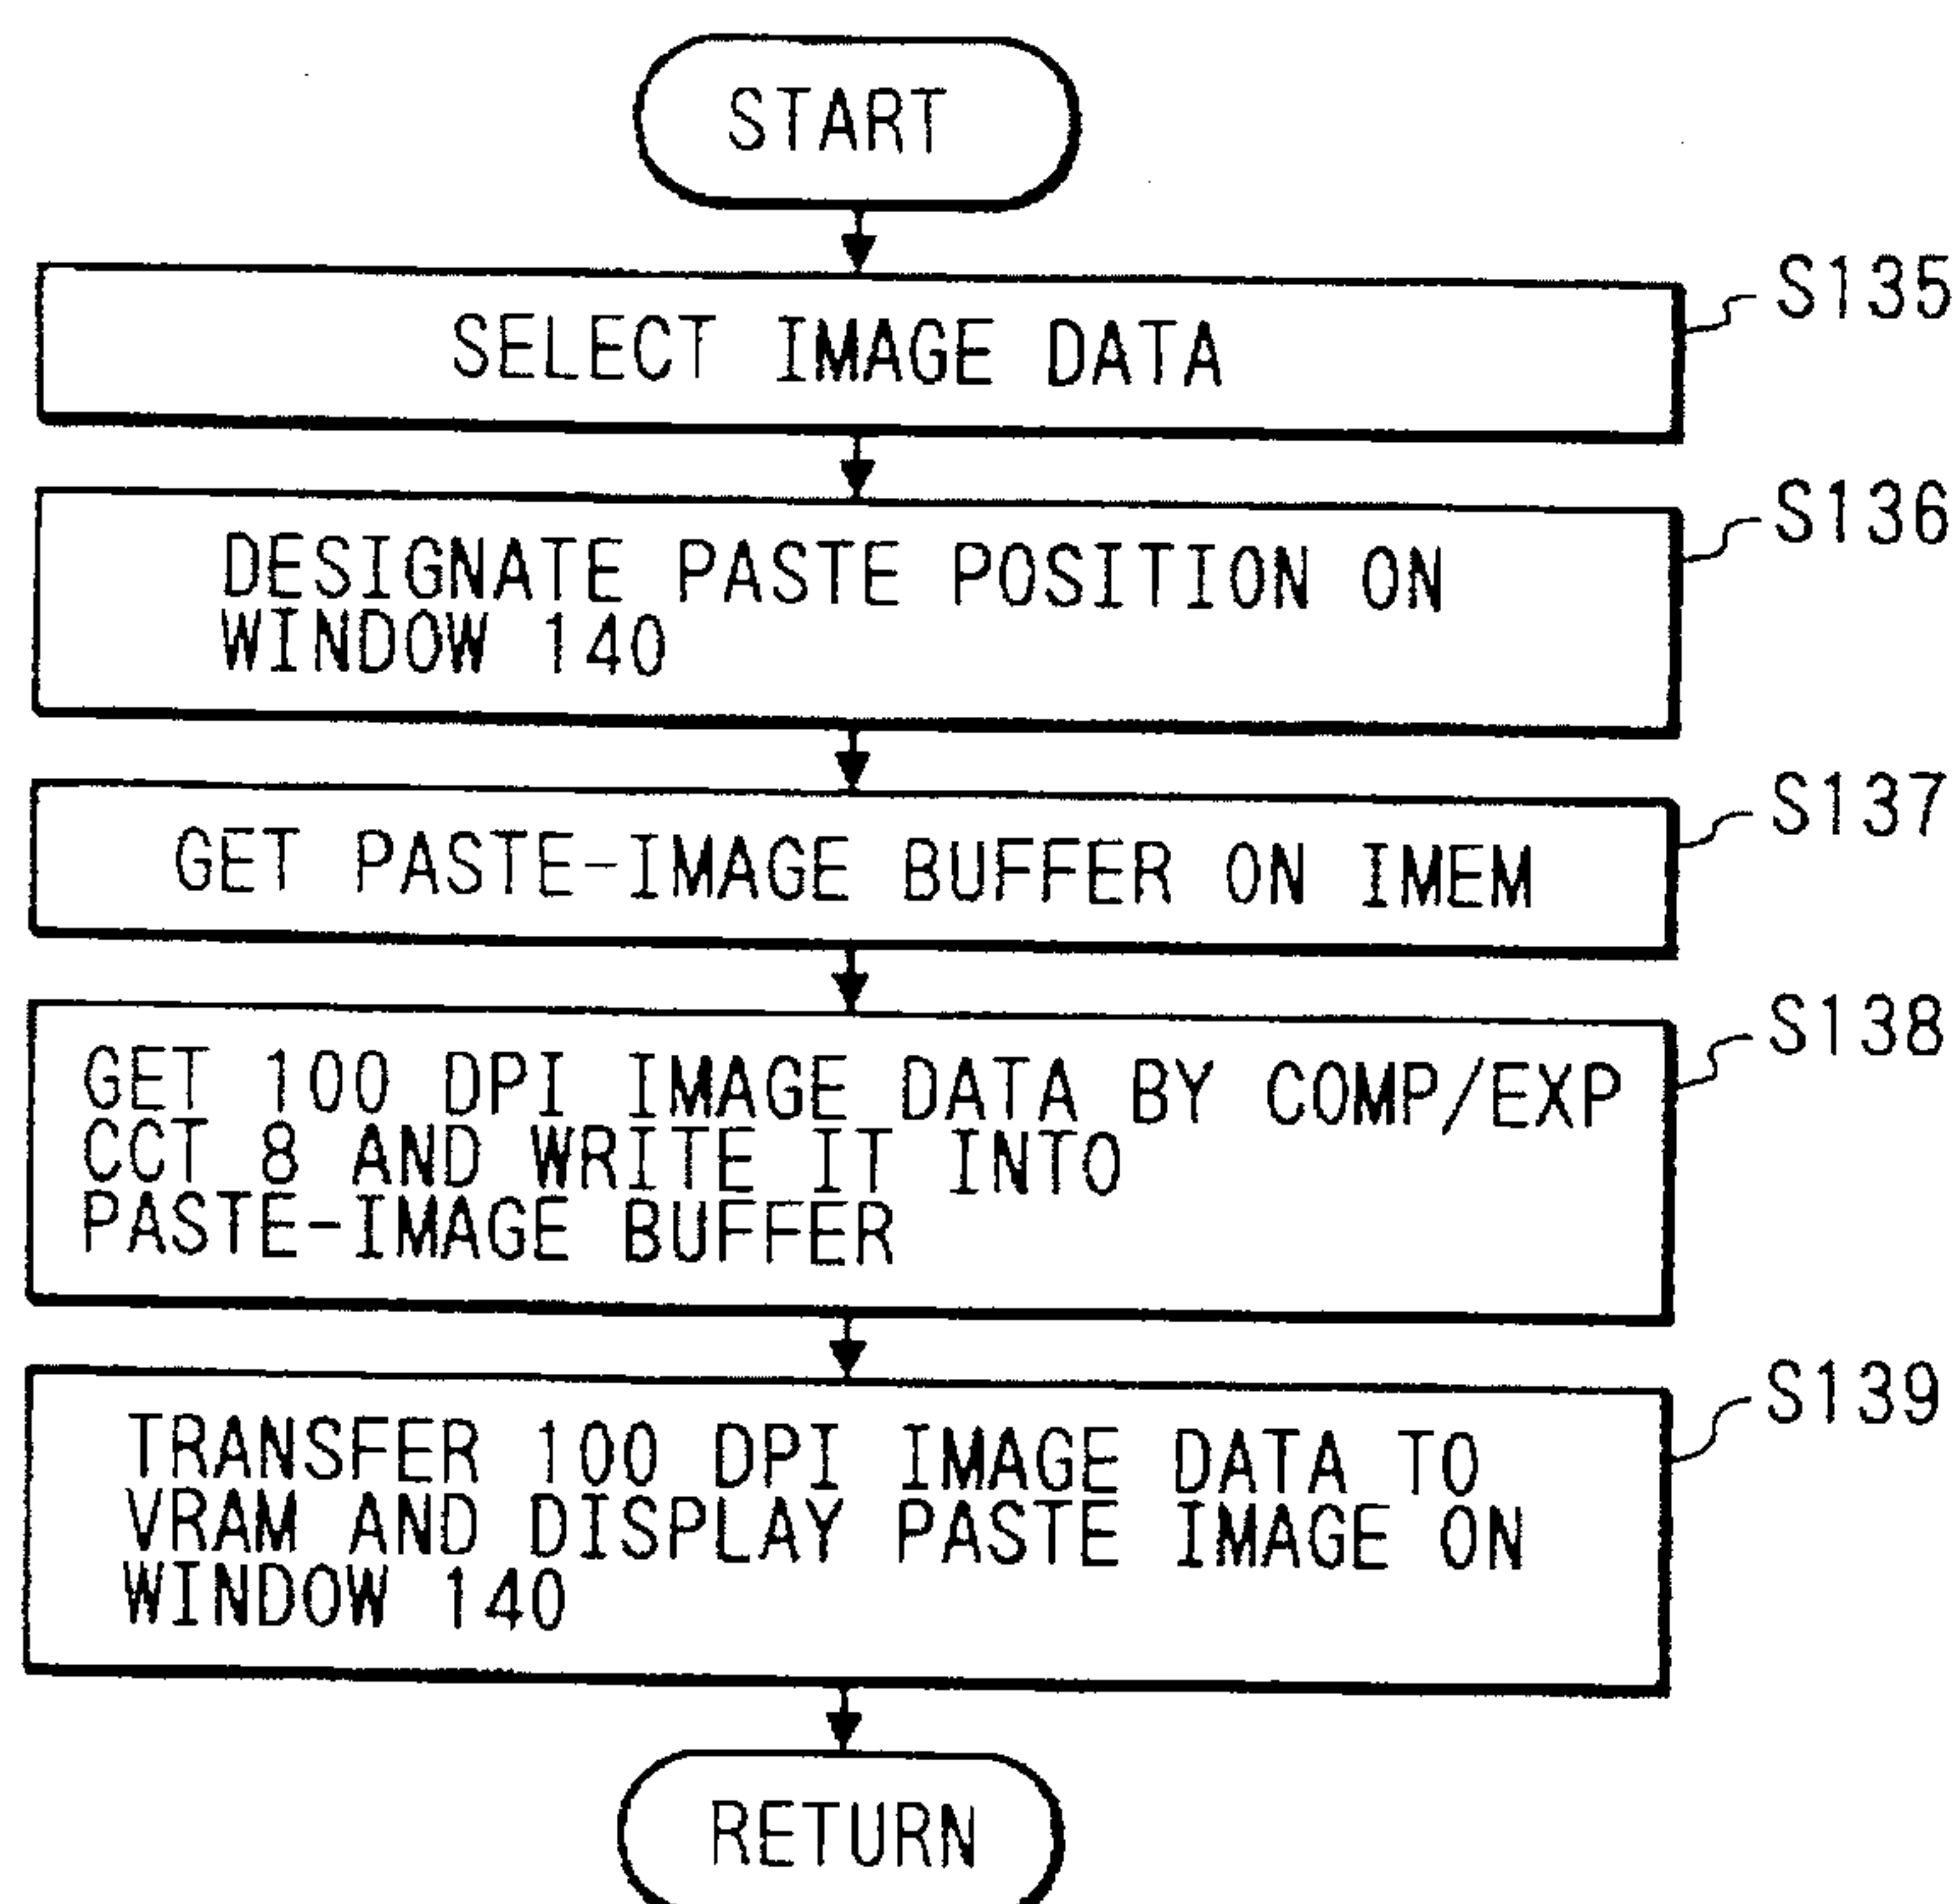 START
S135
SELECT IMAGE DATA
S136
DESIGNATE PASTE POSITION ON
WINDOW 140
S137
GET PASTE-IMAGE BUFFER ON IMEM
S138
GET 100 DPI IMAGE DATA BY COMP/EXP
CCT 8 AND WRITE IT INTO
PASTE-IMAGE BUFFER
S139
TRANSFER 100 DPI IMAGE DATA TO
VRAM AND DISPLAY PASTE IMAGE ON
WINDOW 140
RETURN